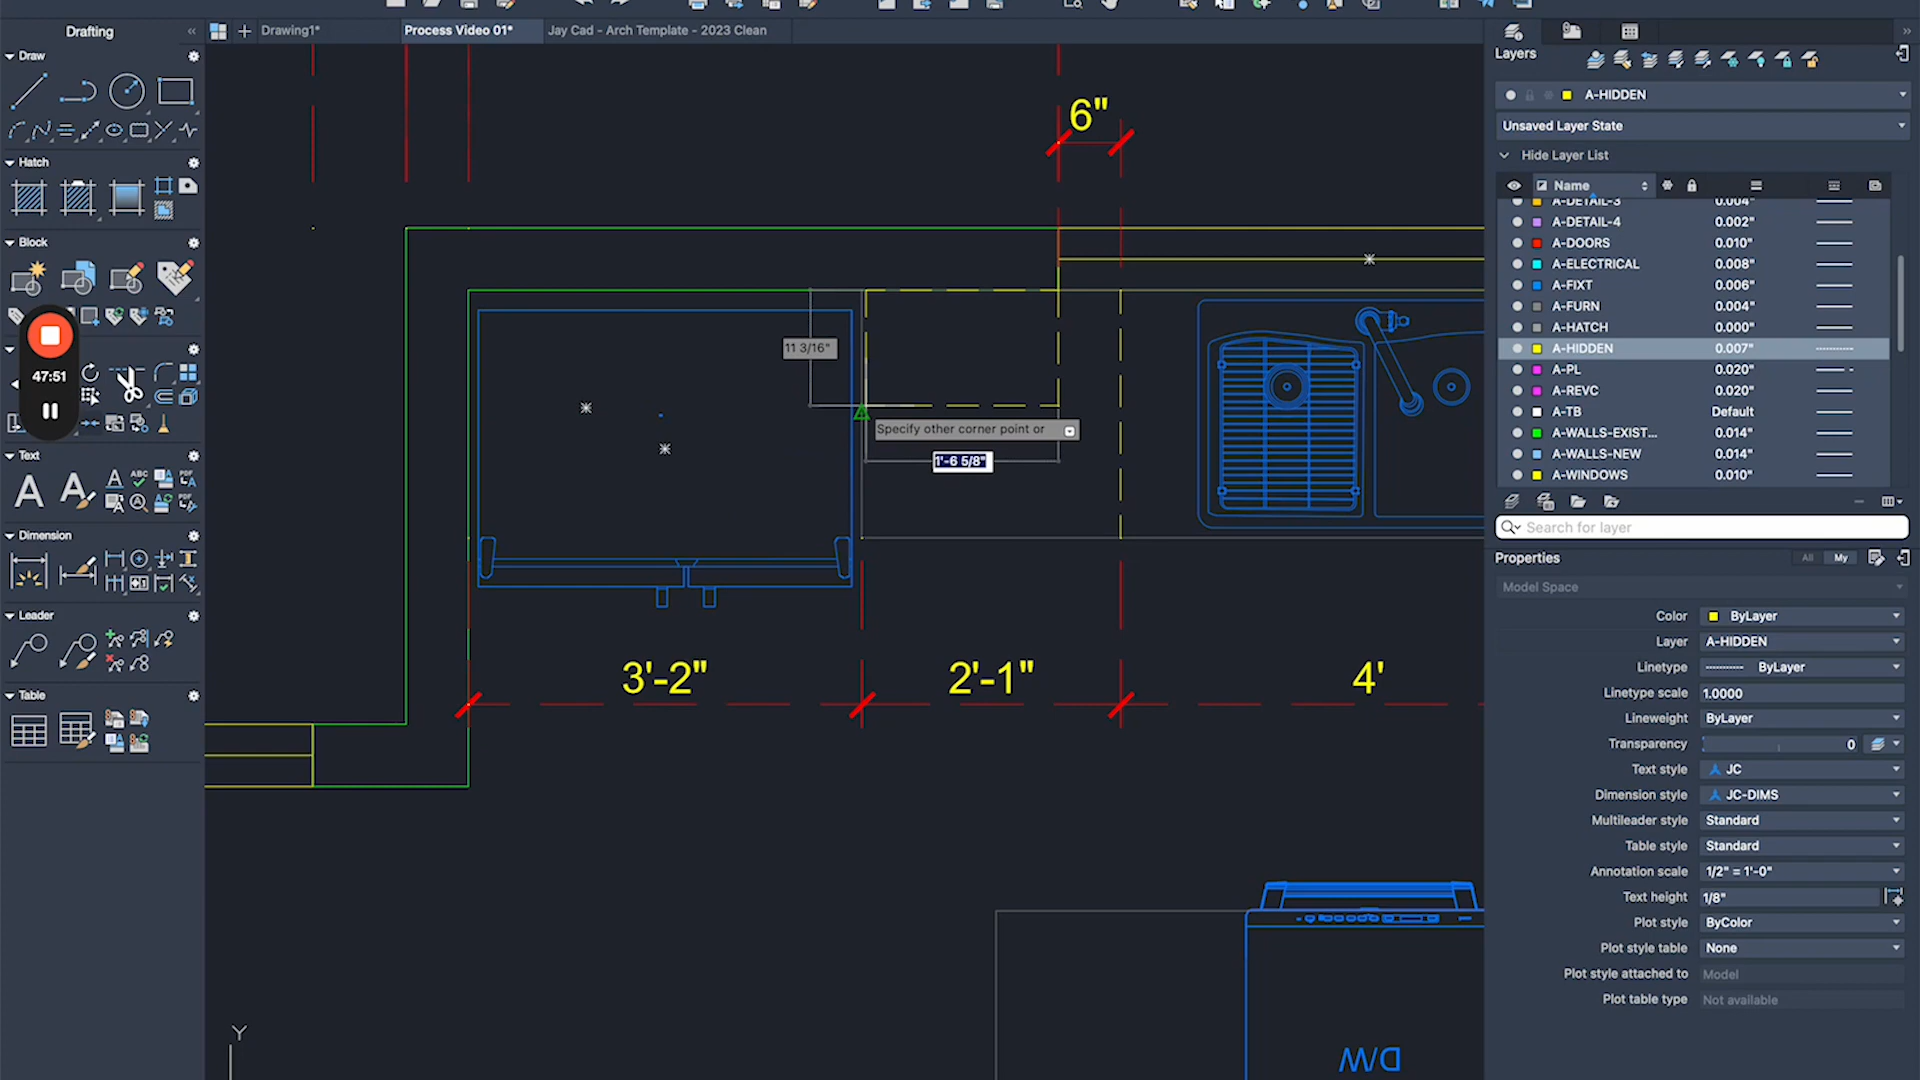 Drafting
Drawing1*
Process Video 01*
Jay Cad - Arch Template - 2023 Clean
Draw
Hatch
Block
47:51
Text
A
A
A
ABC
PDF
PDF
Dimension
Leader
Table
6"
11 3/16"
Specify other corner point or
1'-6 5/8"
3'-2"
2'-1"
4'
D/W
Y
Layers
A-HIDDEN
Unsaved Layer State
Hide Layer List
Name
A-DETAIL-3 0.004"
A-DETAIL-4 0.002"
A-DOORS 0.010"
A-ELECTRICAL 0.008"
A-FIXT 0.006"
A-FURN 0.004"
A-HATCH 0.000"
A-HIDDEN 0.007"
A-PL 0.020"
A-REVC 0.020"
A-TB Default
A-WALLS-EXIST... 0.014"
A-WALLS-NEW 0.014"
A-WINDOWS 0.010"
Search for layer
Properties
All My
Model Space
Color ByLayer
Layer A-HIDDEN
Linetype ByLayer
Linetype scale 1.0000
Lineweight ByLayer
Transparency 0
Text style JC
Dimension style JC-DIMS
Multileader style Standard
Table style Standard
Annotation scale 1/2" = 1'-0"
Text height 1/8"
Plot style ByColor
Plot style table None
Plot style attached to Model
Plot table type Not available